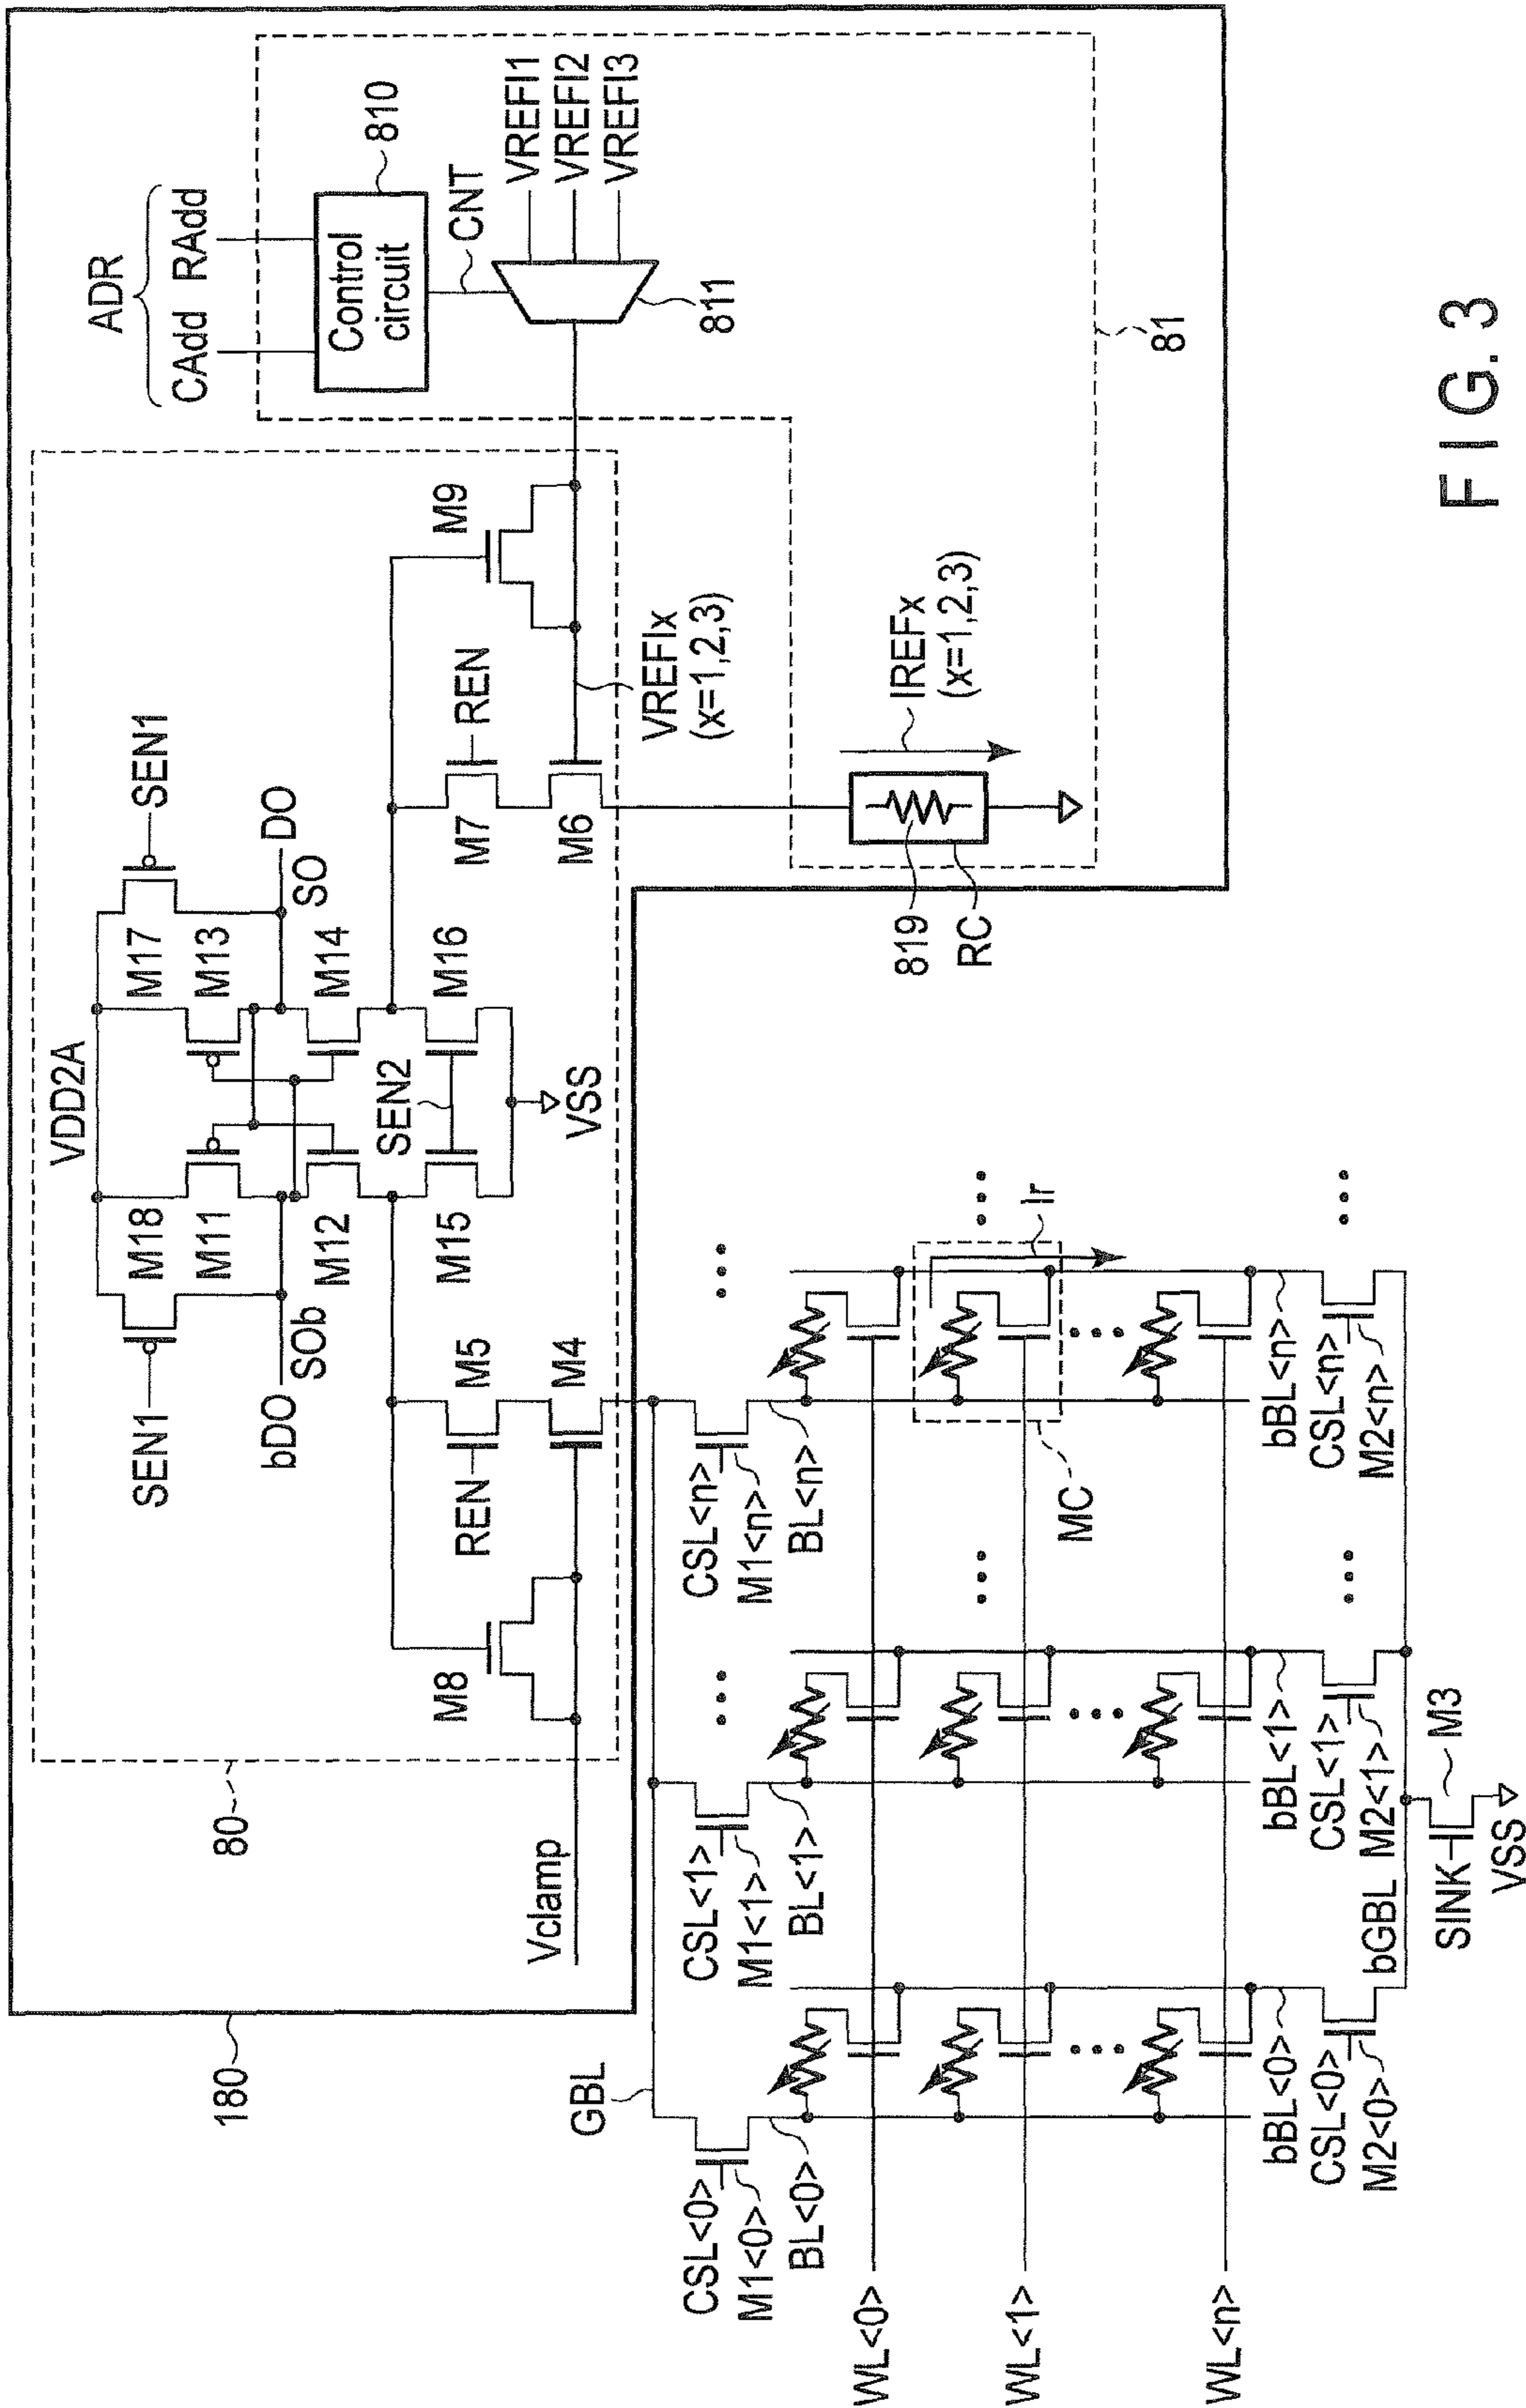 ADR
CAdd RAdd
Control
circuit
810
CNT
VREFI1
VREFI2
VREFI3
811
81
VDD2A
SEN1
SEN1
M18
M17
M11
M13
bDO
DO
SOb
SO
M12
M14
SEN2
M15
M16
VSS
M8
M9
REN
M5
M7
REN
M4
M6
VREFIx
(x=1,2,3)
Vclamp
80
180
819
RC
IREFx
(x=1,2,3)
GBL
CSL<0>
M1<0>
BL<0>
CSL<1>
M1<1>
BL<1>
CSL<n>
M1<n>
BL<n>
WL<0>
WL<1>
WL<n>
MC
Ir
bBL<0>
CSL<0>
M2<0>
bBL<1>
CSL<1>
M2<1>
bBL<n>
CSL<n>
M2<n>
bGBL
SINK
M3
VSS
FIG. 3